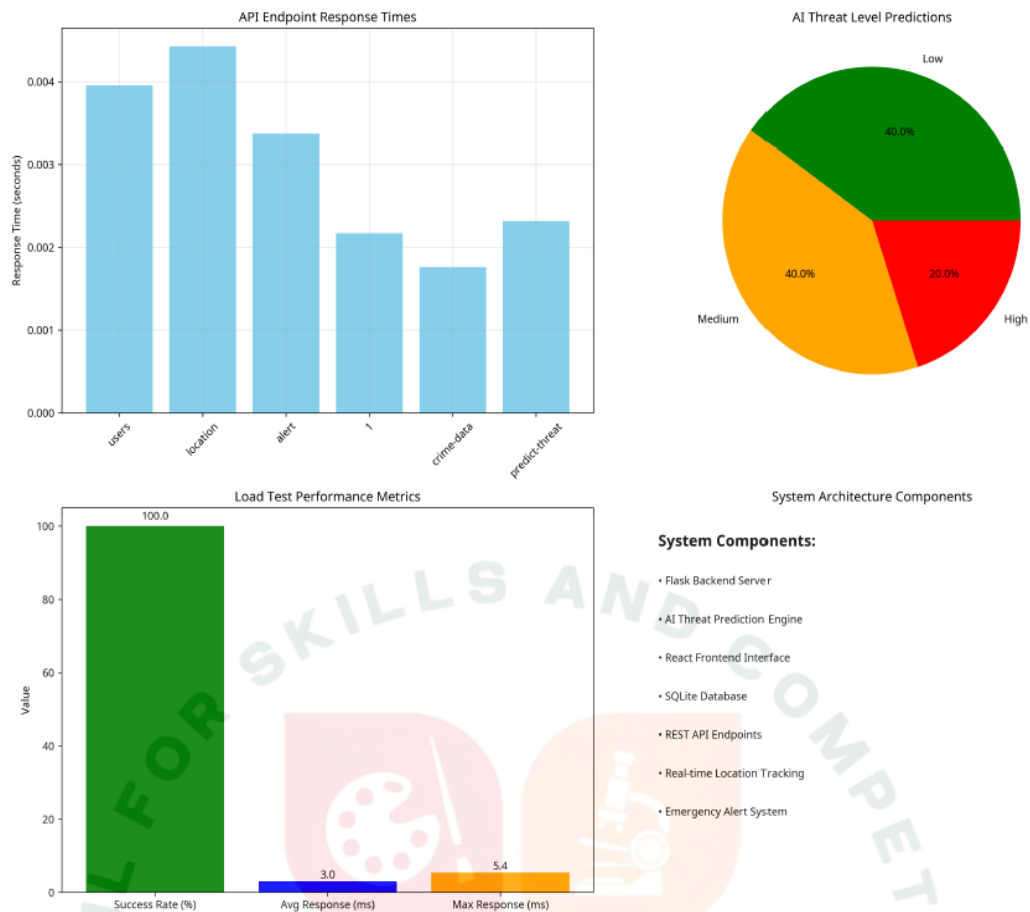 API Endpoint Response Times
Response Time (seconds)
0.004
0.003
0.002
0.001
0.000
users
location
alert
1
crime-data
predict-threat
AI Threat Level Predictions
Low
40.0%
Medium
40.0%
High
20.0%
Load Test Performance Metrics
Value
100
80
60
40
20
0
100.0
3.0
5.4
Success Rate (%)
Avg Response (ms)
Max Response (ms)
System Architecture Components
System Components:
• Flask Backend Server
• AI Threat Prediction Engine
• React Frontend Interface
• SQLite Database
• REST API Endpoints
• Real-time Location Tracking
• Emergency Alert System
FOR SKILLS AND